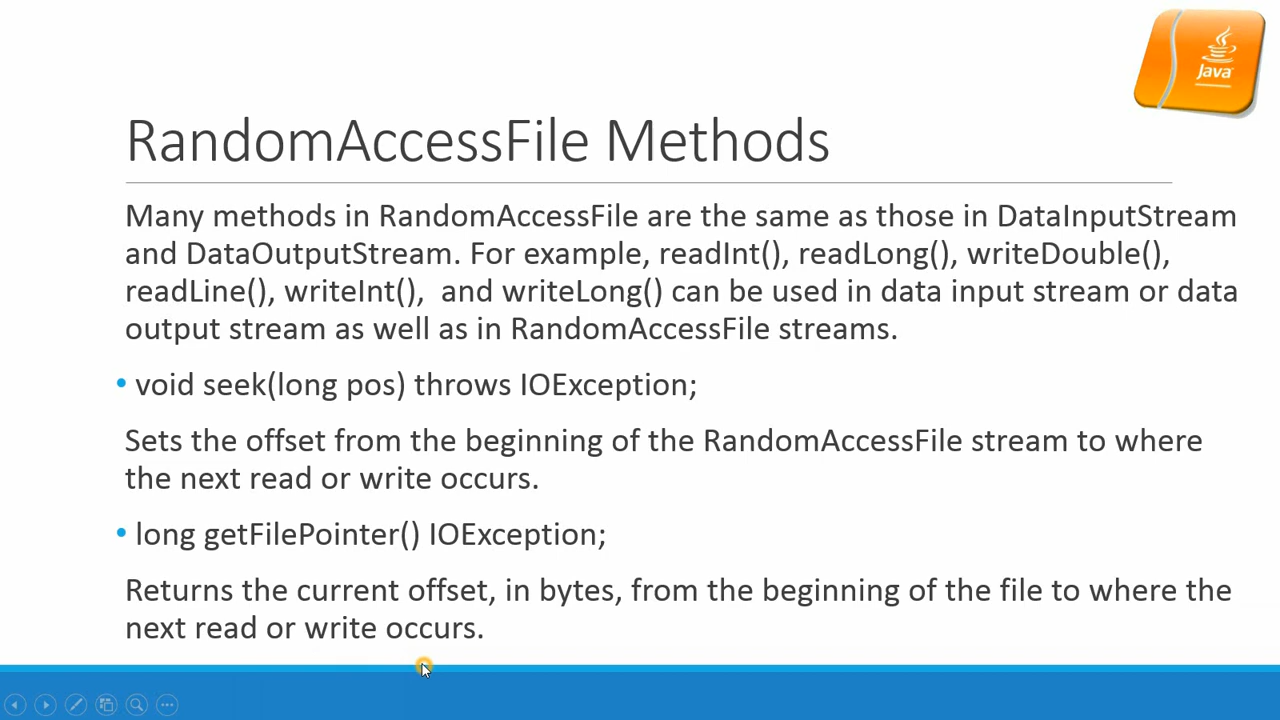 Java
RandomAccessFile Methods
Many methods in RandomAccessFile are the same as those in DataInputStream
and DataOutputStream. For example, readInt(), readLong(), writeDouble(),
readLine(), writeInt(),  and writeLong() can be used in data input stream or data
output stream as well as in RandomAccessFile streams.
• void seek(long pos) throws IOException;
Sets the offset from the beginning of the RandomAccessFile stream to where
the next read or write occurs.
• long getFilePointer() IOException;
Returns the current offset, in bytes, from the beginning of the file to where the
next read or write occurs.